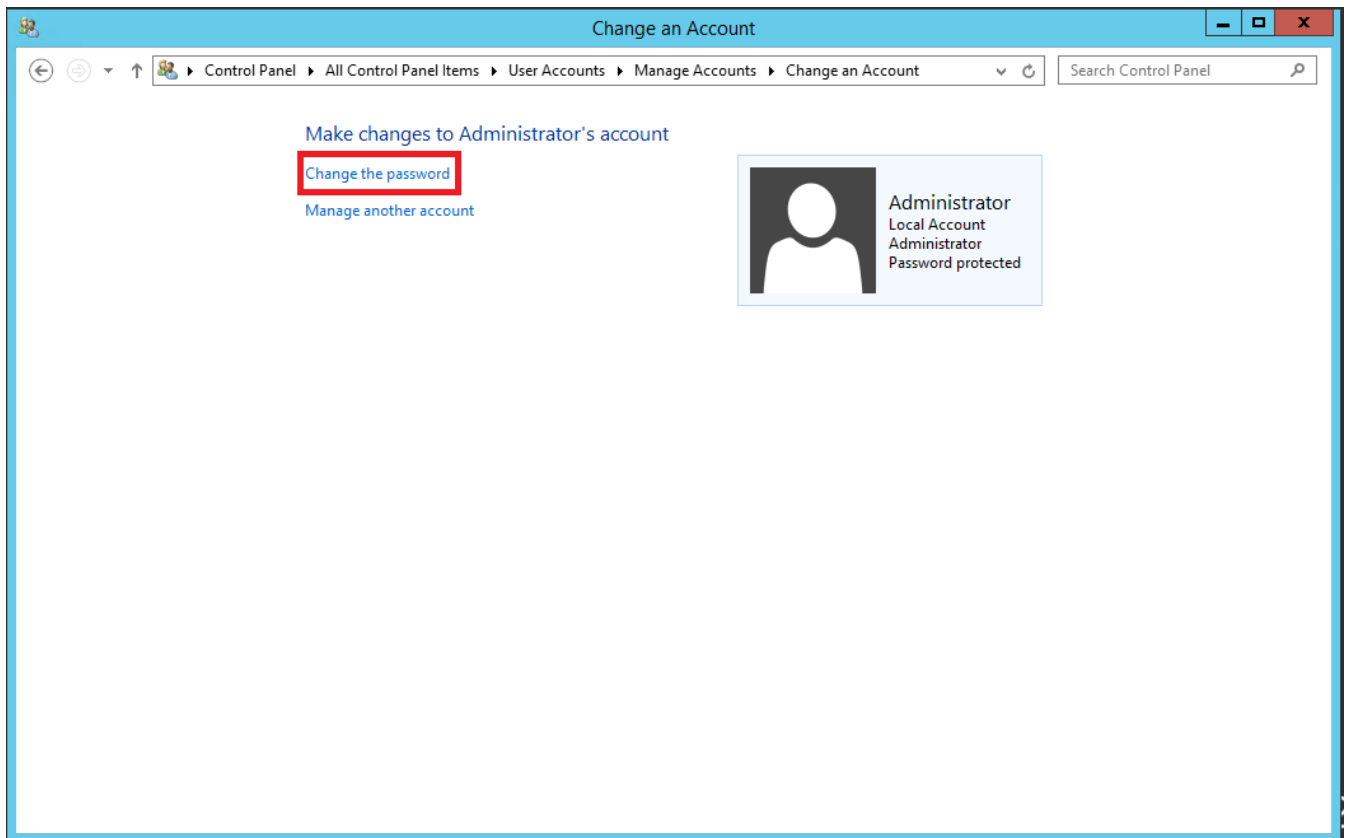 Change an Account
Control Panel All Control Panel Items User Accounts Manage Accounts Change an Account
Search Control Panel
Make changes to Administrator's account
Change the password
Manage another account
Administrator
Local Account
Administrator
Password protected